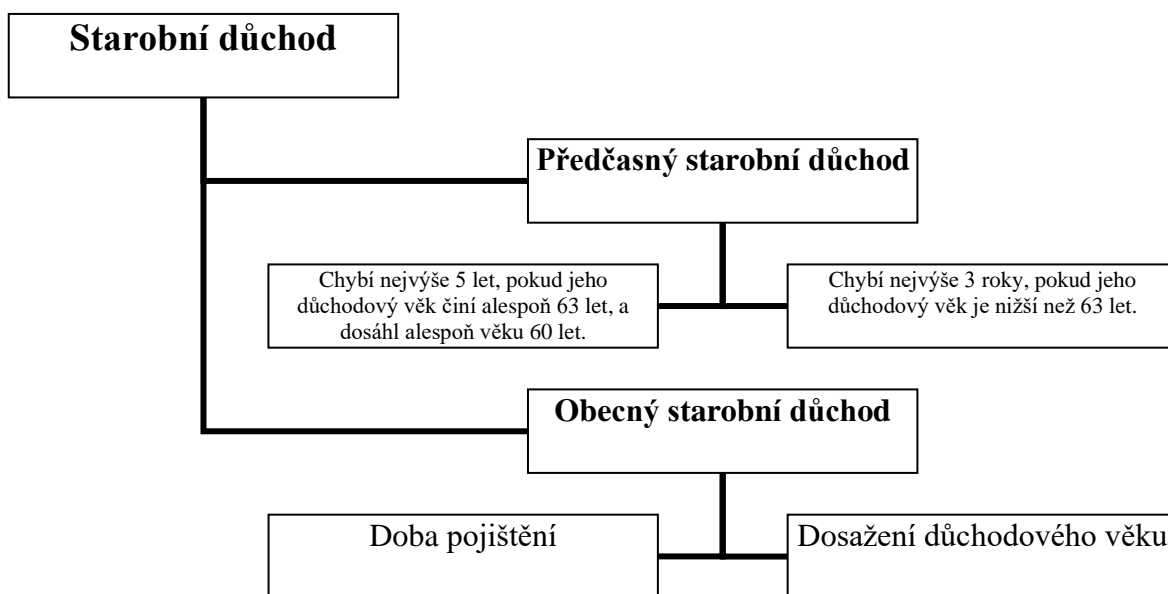 Starobní důchod
Předčasný starobní důchod
Chybí nejvýše 5 let, pokud jeho
důchodový věk činí alespoň 63 let, a
dosáhl alespoň věku 60 let.
Chybí nejvýše 3 roky, pokud jeho
důchodový věk je nižší než 63 let.
Obecný starobní důchod
Doba pojištění
Dosažení důchodového věku